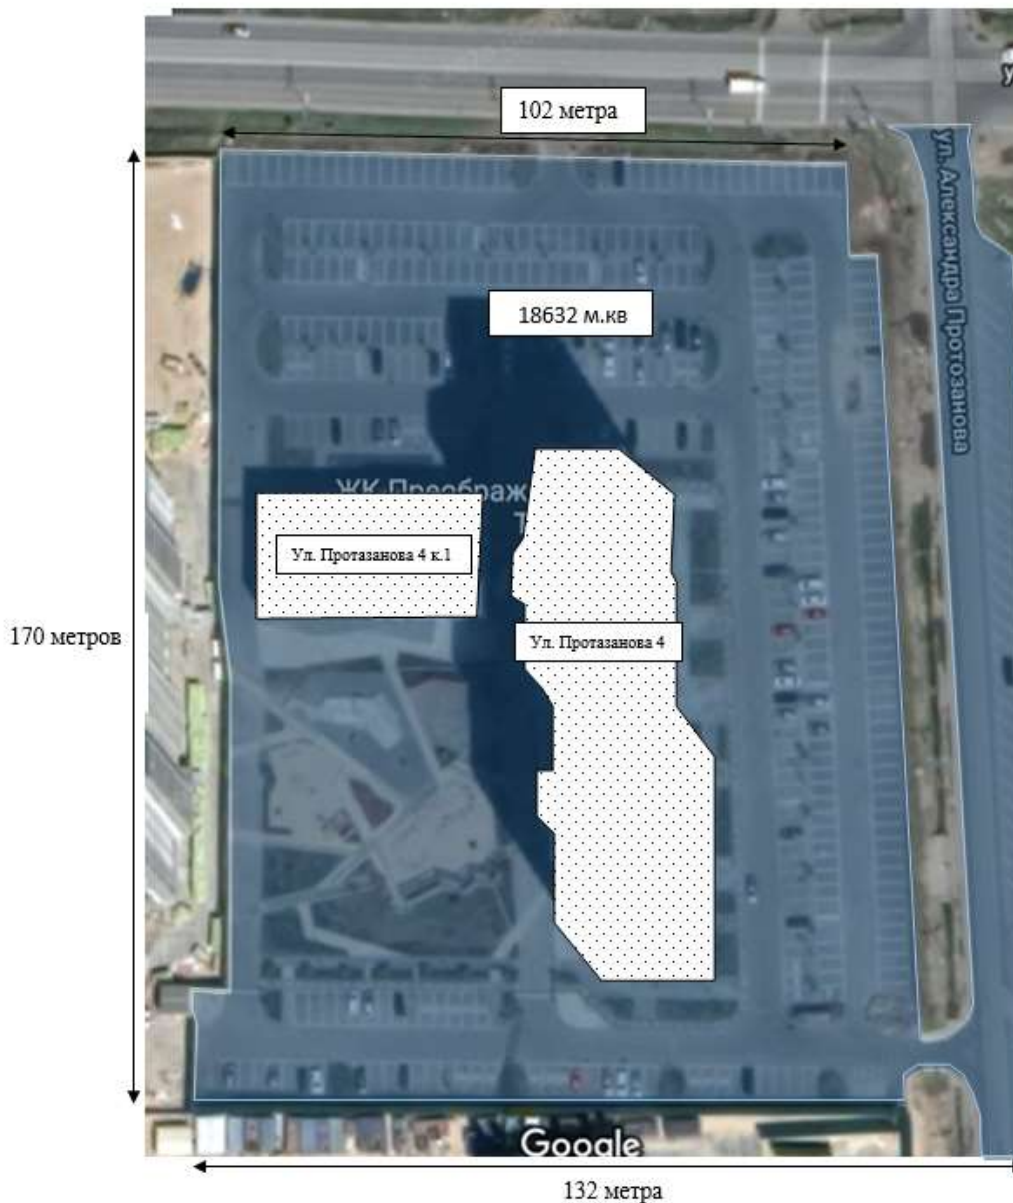 102 метра
ул. Александра Протозанова
18632 м.кв
ЖК Преображ
Ул. Протазанова 4 к.1
Ул. Протазанова 4
170 метров
Google
132 метра